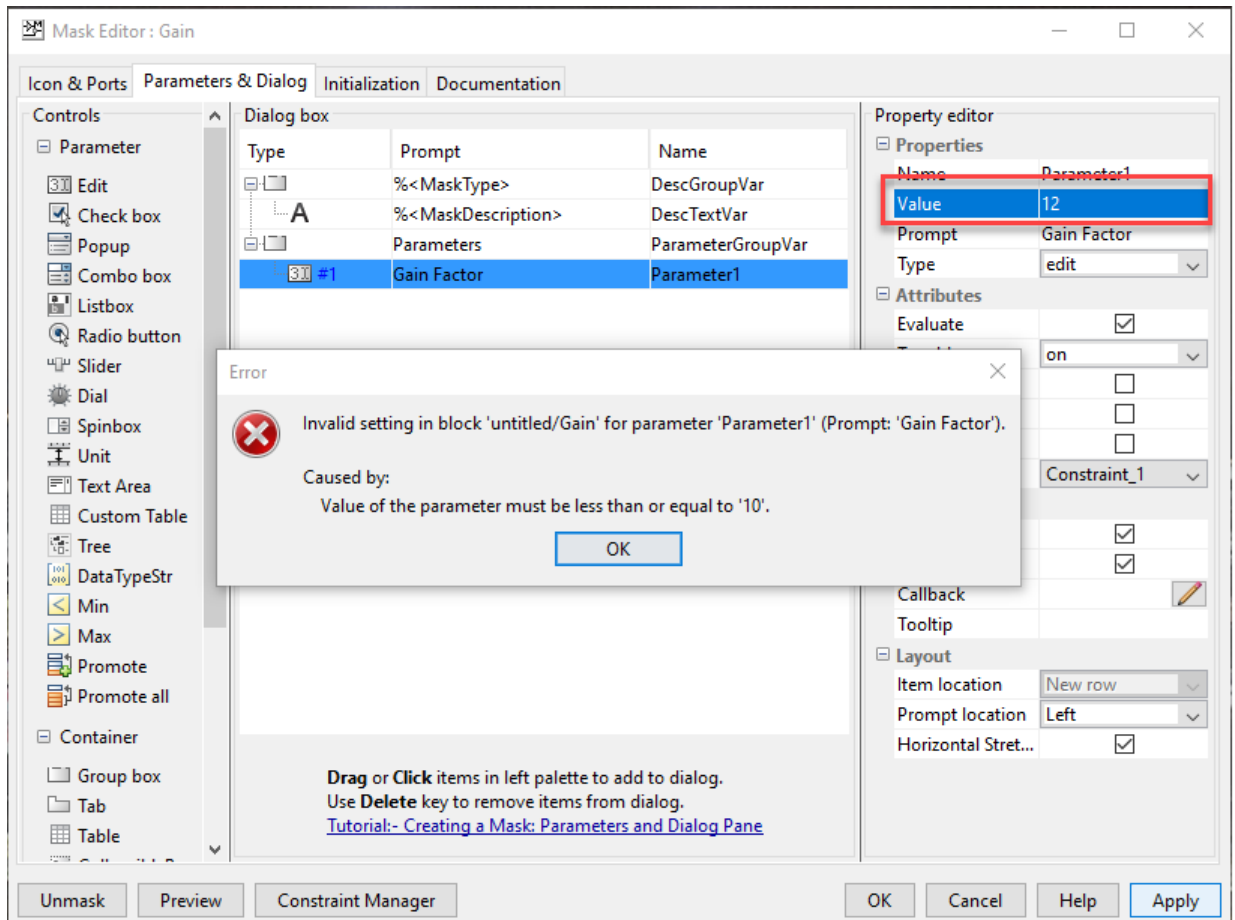 Mask Editor : Gain
Icon & Ports Parameters & Dialog Initialization Documentation
Controls
Parameter
Edit
Check box
Popup
Combo box
Listbox
Radio button
Slider
Dial
Spinbox
Unit
Text Area
Custom Table
Tree
DataTypeStr
Min
Max
Promote
Promote all
Container
Group box
Tab
Table
Dialog box
Type Prompt Name
%<MaskType> DescGroupVar
A %<MaskDescription> DescTextVar
Parameters ParameterGroupVar
#1 Gain Factor Parameter1
Property editor
Properties
Name Parameter1
Value 12
Prompt Gain Factor
Type edit
Attributes
Evaluate
on
Constraint_1
Callback
Tooltip
Layout
Item location New row
Prompt location Left
Horizontal Stret...
Error
Invalid setting in block 'untitled/Gain' for parameter 'Parameter1' (Prompt: 'Gain Factor').
Caused by:
Value of the parameter must be less than or equal to '10'.
OK
Drag or Click items in left palette to add to dialog.
Use Delete key to remove items from dialog.
Tutorial:- Creating a Mask: Parameters and Dialog Pane
Unmask Preview Constraint Manager OK Cancel Help Apply